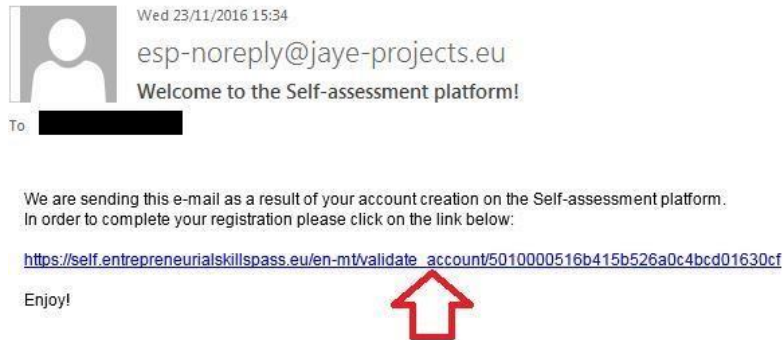 Wed 23/11/2016 15:34
esp-noreply@jaye-projects.eu
Welcome to the Self-assessment platform!
To
We are sending this e-mail as a result of your account creation on the Self-assessment platform.
In order to complete your registration please click on the link below:
https://self.entrepreneurialskillspass.eu/en-mt/validate_account/5010000516b415b526a0c4bcd01630cf
Enjoy!